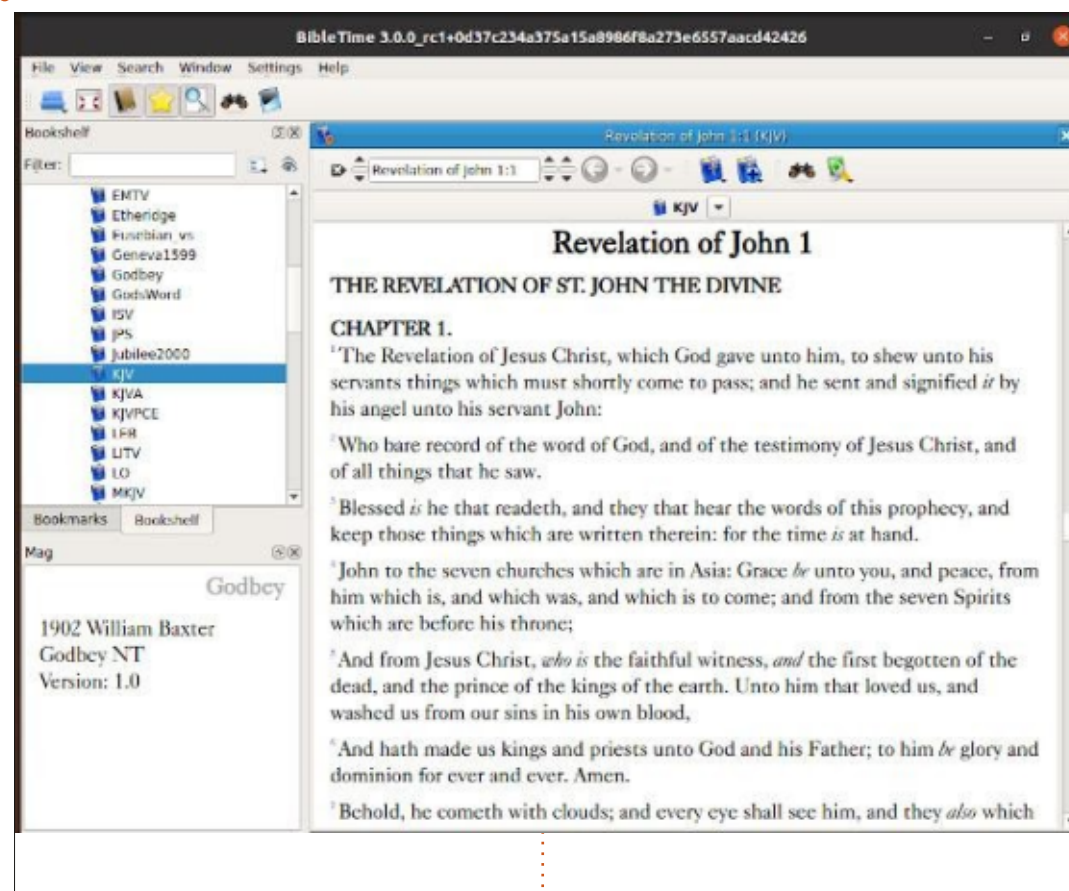 BibleTime 3.0.0_rc1+0d37c234a375a15a8986f8a273e6557aacd42426
File View Search Window Settings Help
Bookshelf
Filter:
EMTV
Etheridge
Eusebian_vs
Geneva1599
Godbey
GodsWord
ISV
JPS
Jubilee2000
KJV
KJVA
KJVPCE
LEB
LITV
LO
MKJV
Bookmarks Bookshelf
Mag
Godbey
1902 William Baxter
Godbey NT
Version: 1.0
Revelation of John 1:1 (KJV)
Revelation of John 1:1
KJV
Revelation of John 1
THE REVELATION OF ST. JOHN THE DIVINE
CHAPTER 1.
1 The Revelation of Jesus Christ, which God gave unto him, to shew unto his
servants things which must shortly come to pass; and he sent and signified it by
his angel unto his servant John:
2 Who bare record of the word of God, and of the testimony of Jesus Christ, and
of all things that he saw.
3 Blessed is he that readeth, and they that hear the words of this prophecy, and
keep those things which are written therein: for the time is at hand.
4 John to the seven churches which are in Asia: Grace be unto you, and peace, from
him which is, and which was, and which is to come; and from the seven Spirits
which are before his throne;
5 And from Jesus Christ, who is the faithful witness, and the first begotten of the
dead, and the prince of the kings of the earth. Unto him that loved us, and
washed us from our sins in his own blood,
6 And hath made us kings and priests unto God and his Father; to him be glory and
dominion for ever and ever. Amen.
7 Behold, he cometh with clouds; and every eye shall see him, and they also which